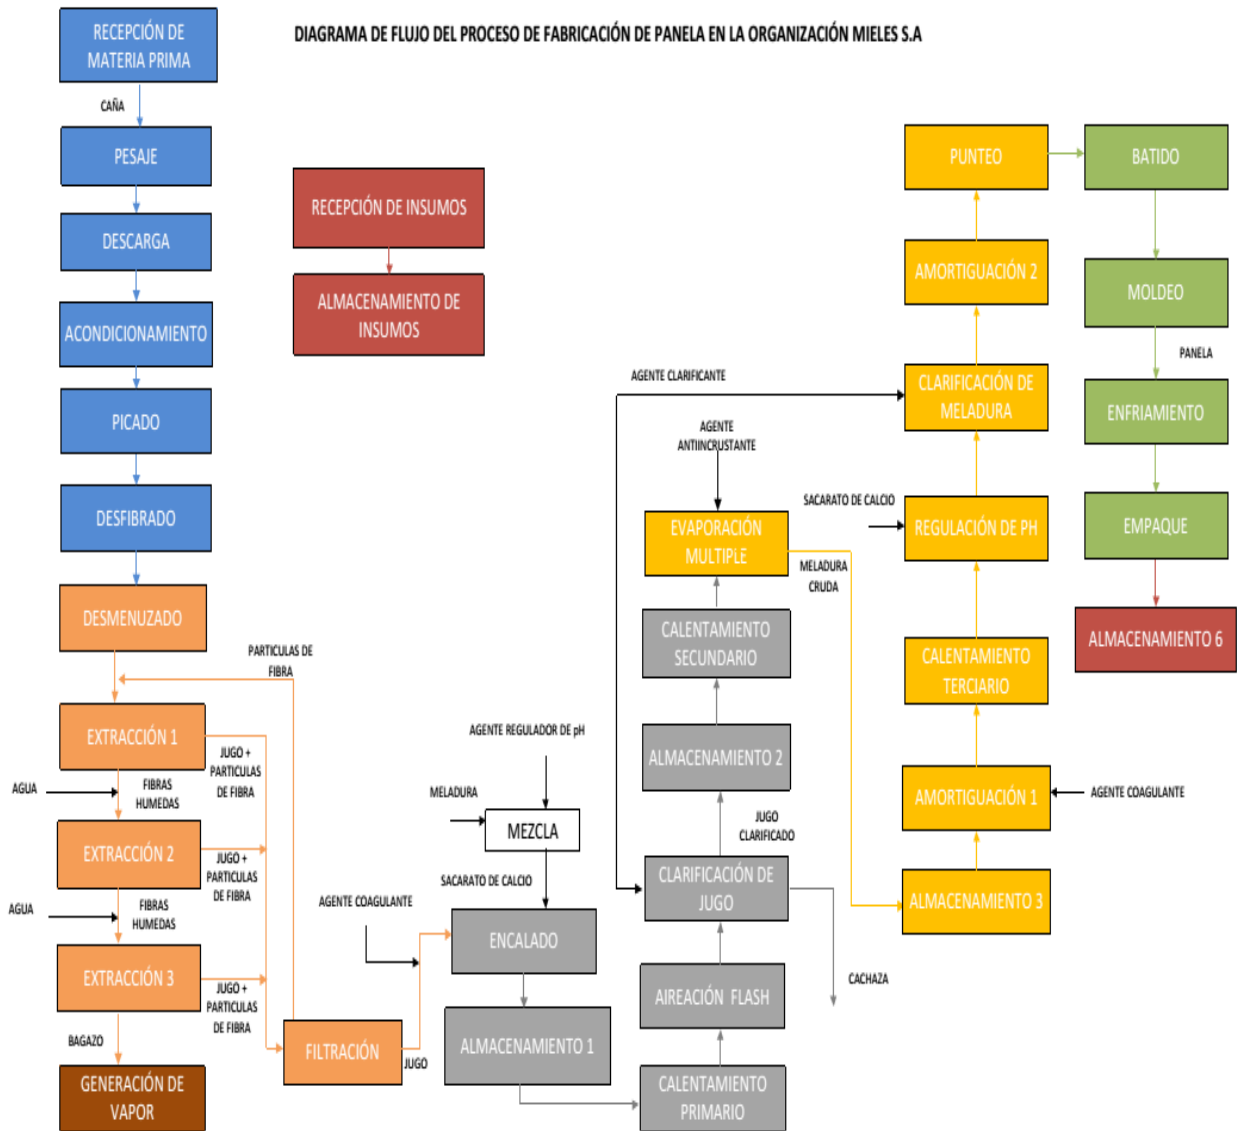 DIAGRAMA DE FLUJO DEL PROCESO DE FABRICACIÓN DE PANELA EN LA ORGANIZACIÓN MIELES S.A
RECEPCIÓN DE
MATERIA PRIMA
CAÑA
PESAJE
DESCARGA
ACONDICIONAMIENTO
PICADO
DESFIBRADO
DESMENUZADO
PARTICULAS DE
FIBRA
EXTRACCIÓN 1
JUGO +
PARTICULAS
DE FIBRA
AGUA
FIBRAS
HUMEDAS
EXTRACCIÓN 2
JUGO +
PARTICULAS
DE FIBRA
AGUA
FIBRAS
HUMEDAS
EXTRACCIÓN 3
JUGO +
PARTICULAS
DE FIBRA
BAGAZO
GENERACIÓN DE
VAPOR
RECEPCIÓN DE INSUMOS
ALMACENAMIENTO DE
INSUMOS
FILTRACIÓN
JUGO
AGENTE COAGULANTE
AGENTE REGULADOR DE pH
MELADURA
MEZCLA
SACARATO DE CALCIO
ENCALADO
ALMACENAMIENTO 1
CALENTAMIENTO
PRIMARIO
AIREACIÓN FLASH
CLARIFICACIÓN DE
JUGO
CACHAZA
JUGO
CLARIFICADO
ALMACENAMIENTO 2
CALENTAMIENTO
SECUNDARIO
EVAPORACIÓN
MULTIPLE
AGENTE
ANTIINCRUSTANTE
AGENTE CLARIFICANTE
MELADURA
CRUDA
ALMACENAMIENTO 3
AMORTIGUACIÓN 1
AGENTE COAGULANTE
CALENTAMIENTO
TERCIARIO
REGULACIÓN DE PH
SACARATO DE CALCIO
CLARIFICACIÓN DE
MELADURA
AMORTIGUACIÓN 2
PUNTEO
BATIDO
MOLDEO
PANELA
ENFRIAMIENTO
EMPAQUE
ALMACENAMIENTO 6